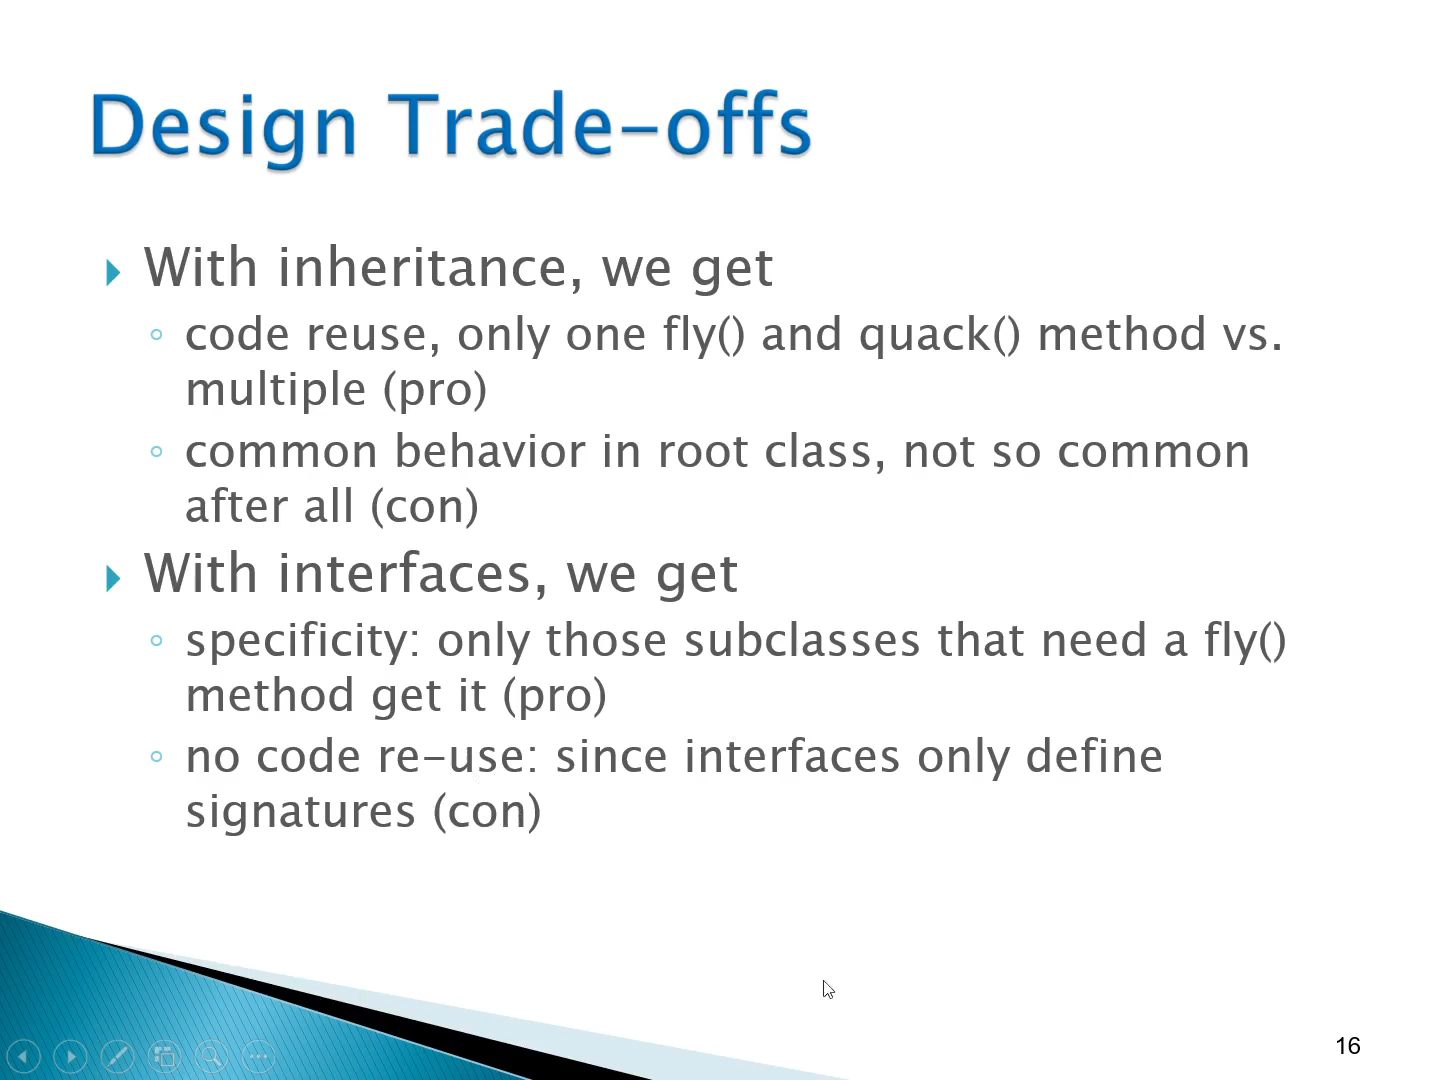 Design Trade-offs
With inheritance, we get
code reuse, only one fly() and quack() method vs.
multiple (pro)
common behavior in root class, not so common
after all (con)
With interfaces, we get
specificity: only those subclasses that need a fly()
method get it (pro)
no code re-use: since interfaces only define
signatures (con)
16